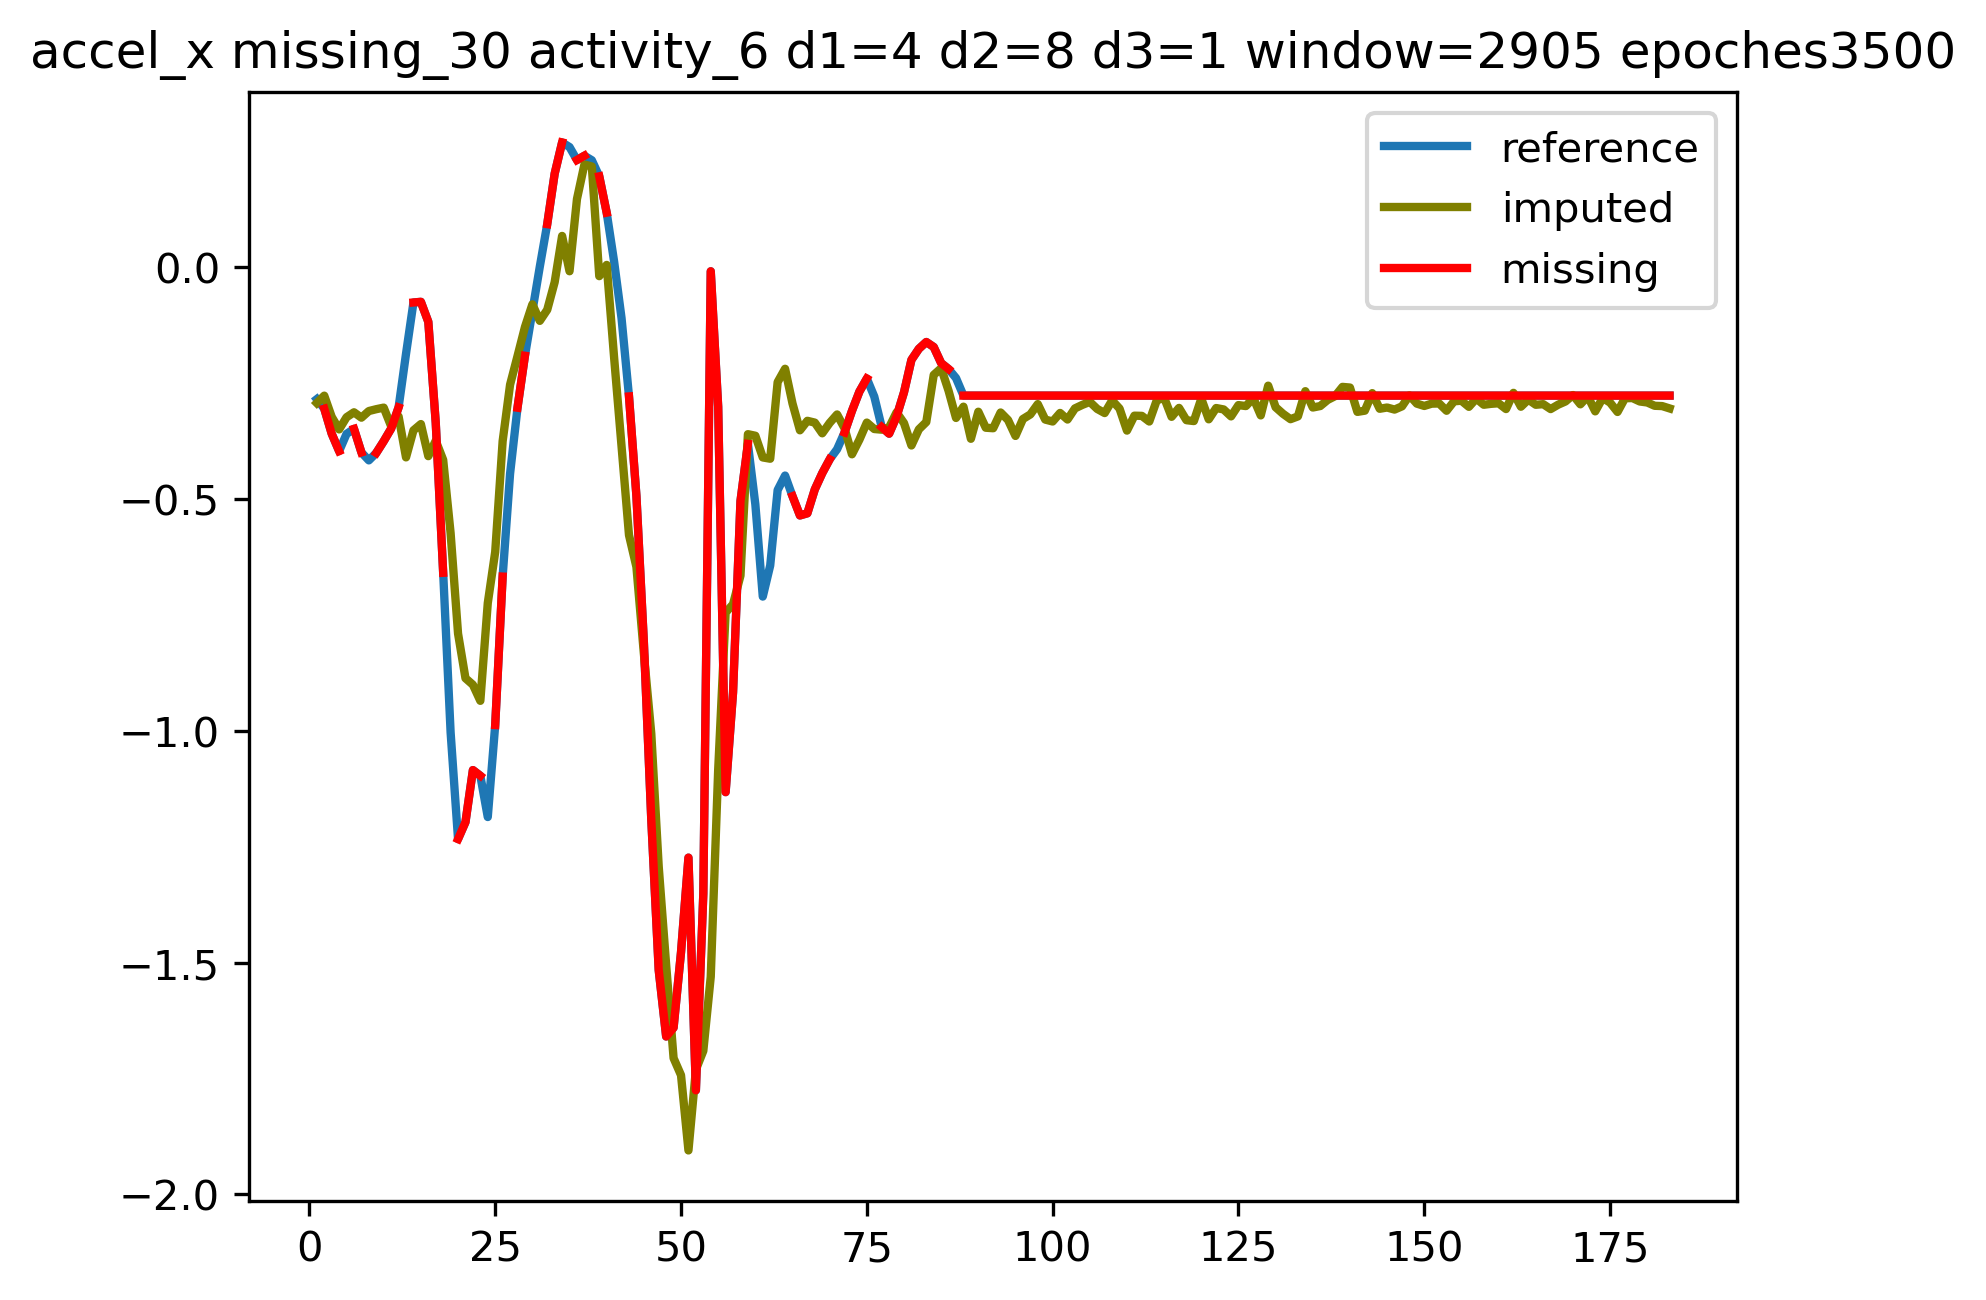 accel_x missing_30 activity_6 d1=4 d2=8 d3=1 window=2905 epoches3500
reference
imputed
missing
0.0
−0.5
−1.0
−1.5
−2.0
0 25 50 75 100 125 150 175